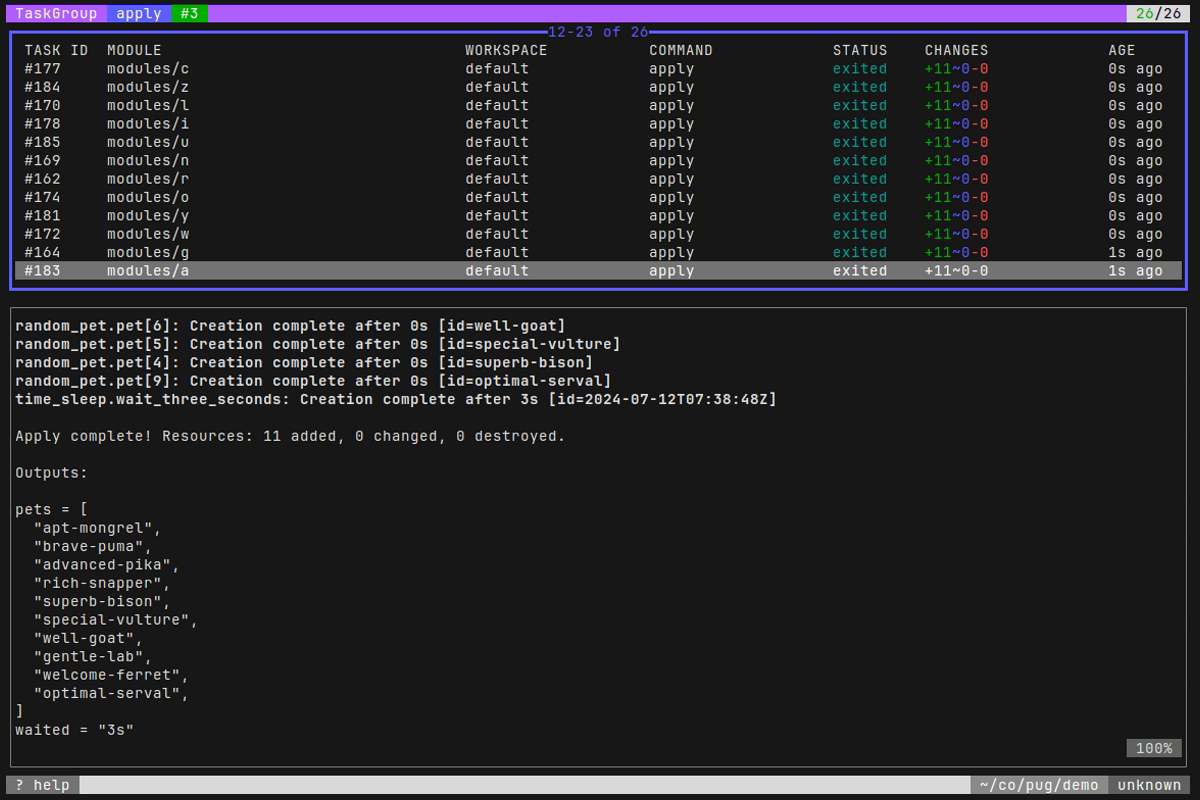 TaskGroup apply #3 26/26
12-23 of 26
TASK ID MODULE WORKSPACE COMMAND STATUS CHANGES AGE
#177 modules/c default apply exited +11~0-0 0s ago
#184 modules/z default apply exited +11~0-0 0s ago
#170 modules/l default apply exited +11~0-0 0s ago
#178 modules/i default apply exited +11~0-0 0s ago
#185 modules/u default apply exited +11~0-0 0s ago
#169 modules/n default apply exited +11~0-0 0s ago
#162 modules/r default apply exited +11~0-0 0s ago
#174 modules/o default apply exited +11~0-0 0s ago
#181 modules/y default apply exited +11~0-0 0s ago
#172 modules/w default apply exited +11~0-0 0s ago
#164 modules/g default apply exited +11~0-0 1s ago
#183 modules/a default apply exited +11~0-0 1s ago
random_pet.pet[6]: Creation complete after 0s [id=well-goat]
random_pet.pet[5]: Creation complete after 0s [id=special-vulture]
random_pet.pet[4]: Creation complete after 0s [id=superb-bison]
random_pet.pet[9]: Creation complete after 0s [id=optimal-serval]
time_sleep.wait_three_seconds: Creation complete after 3s [id=2024-07-12T07:38:48Z]
Apply complete! Resources: 11 added, 0 changed, 0 destroyed.
Outputs:
pets = [
"apt-mongrel",
"brave-puma",
"advanced-pika",
"rich-snapper",
"superb-bison",
"special-vulture",
"well-goat",
"gentle-lab",
"welcome-ferret",
"optimal-serval",
]
waited = "3s"
100%
? help ~/co/pug/demo unknown